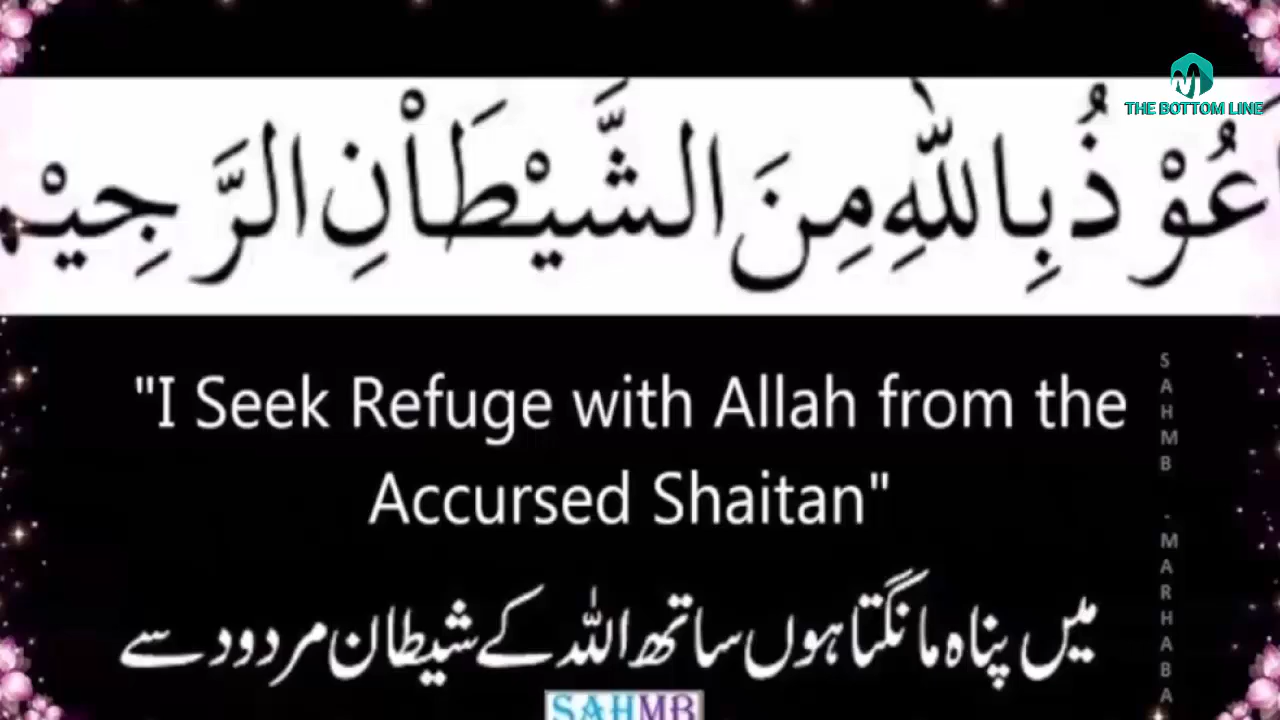 THE BOTTOM LINE
عُوْذُ بِاللّٰهِ مِنَ الشَّيْطَاْنِ الرَّجِيْم
"I Seek Refuge with Allah from the
Accursed Shaitan"
میں پناہ مانگتا ہوں ساتھ اللہ کے شیطان مردود سے
SAHMB - MARHABA
SAHMB